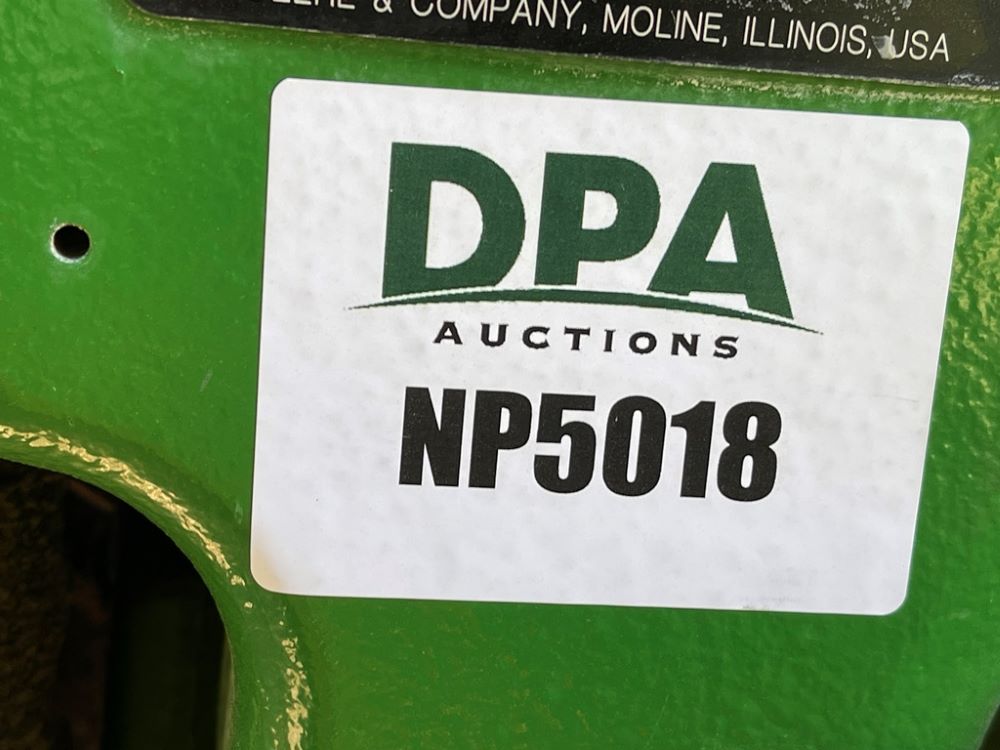 & COMPANY, MOLINE, ILLINOIS, USA
DPA
AUCTIONS
NP5018